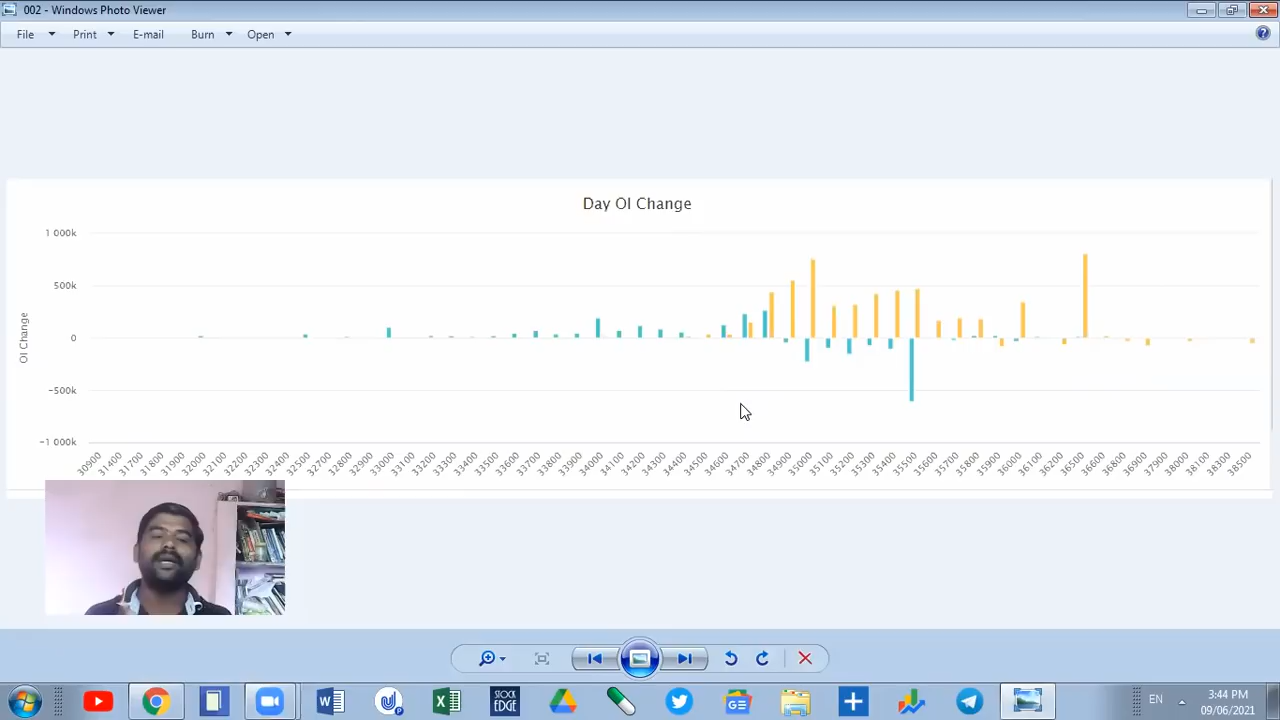 002 - Windows Photo Viewer
File Print E-mail Burn Open
Day OI Change
1 000k
500k
0
-500k
-1 000k
OI Change
30900 31400 31700 31800 31900 32000 32100 32200 32300 32400 32500 32700 32800 32900 33000 33100 33200 33300 33400 33500 33600 33700 33800 33900 34000 34100 34200 34300 34400 34500 34600 34700 34800 34900 35000 35100 35200 35300 35400 35500 35600 35700 35800 35900 36000 36100 36200 36500 36600 36800 36900 37900 38000 38100 38300 38500
STOCK
EDGE
EN
3:44 PM
09/06/2021